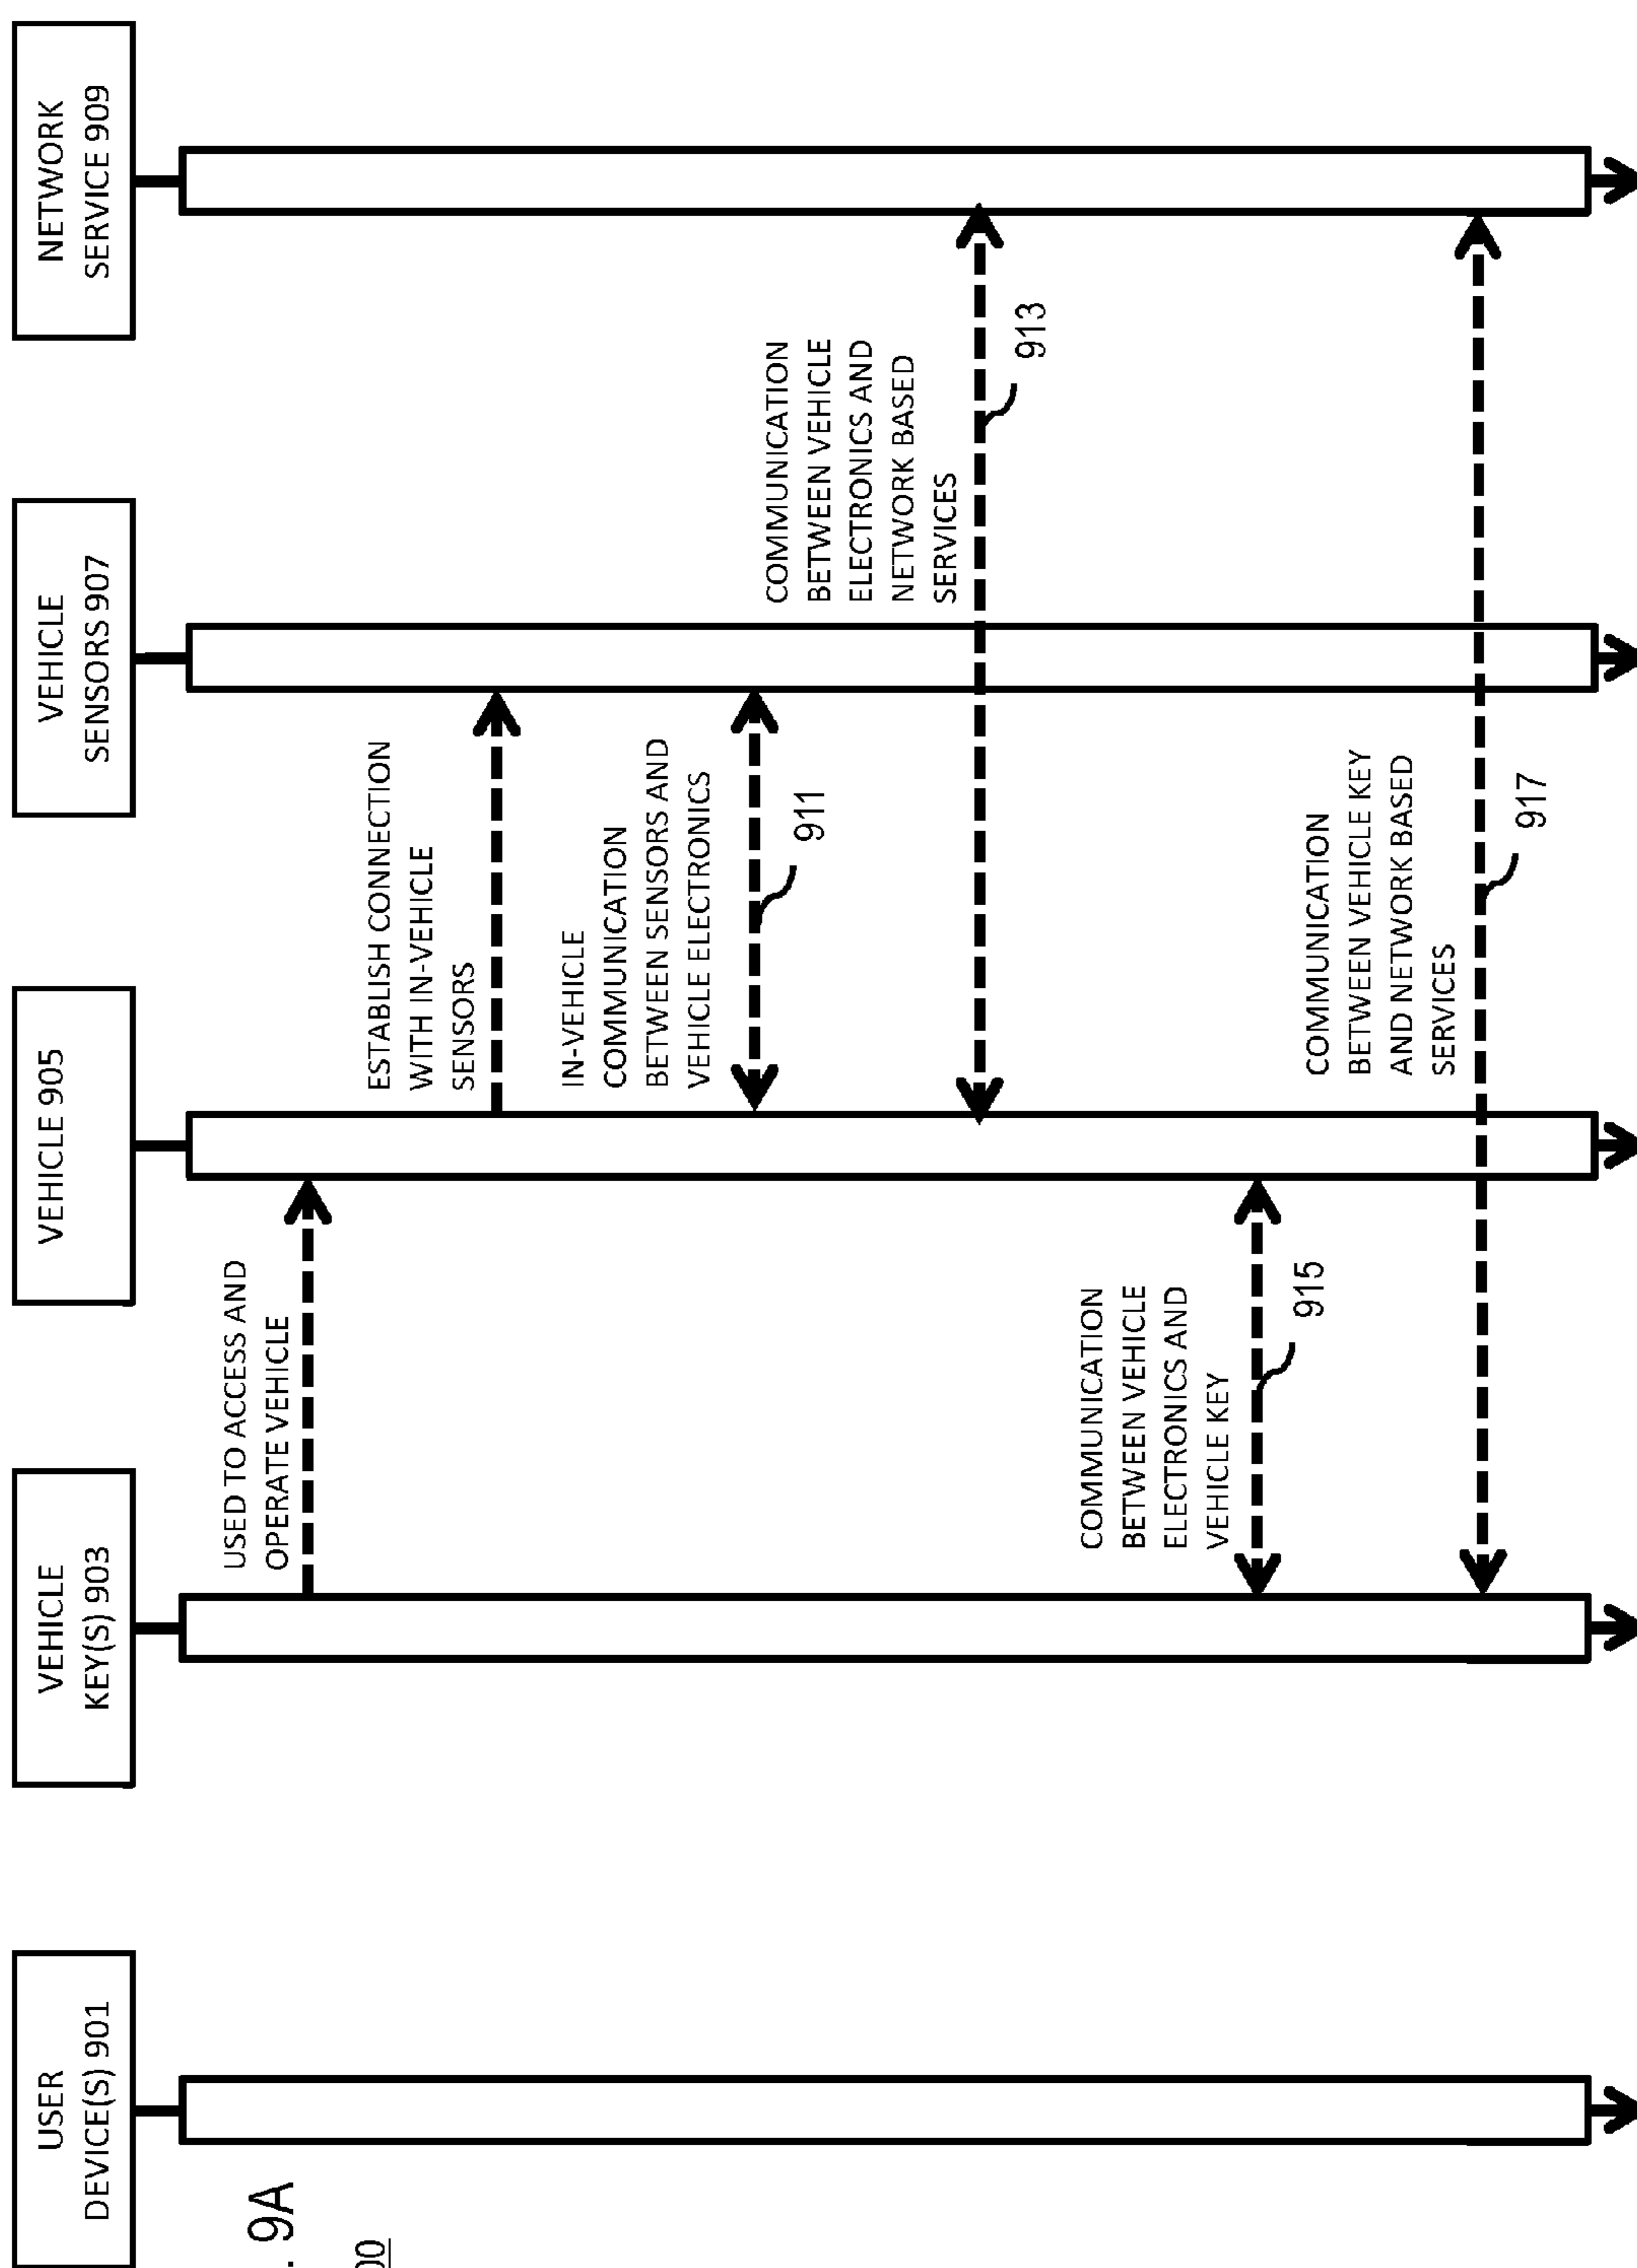 USER
DEVICE(S) 901
VEHICLE
KEY(S) 903
VEHICLE 905
VEHICLE
SENSORS 907
NETWORK
SERVICE 909
. 9A
00
USED TO ACCESS AND
OPERATE VEHICLE
ESTABLISH CONNECTION
WITH IN-VEHICLE
SENSORS
IN-VEHICLE
COMMUNICATION
BETWEEN SENSORS AND
VEHICLE ELECTRONICS
911
COMMUNICATION
BETWEEN VEHICLE
ELECTRONICS AND
NETWORK BASED
SERVICES
913
COMMUNICATION
BETWEEN VEHICLE
ELECTRONICS AND
VEHICLE KEY
915
COMMUNICATION
BETWEEN VEHICLE KEY
AND NETWORK BASED
SERVICES
917